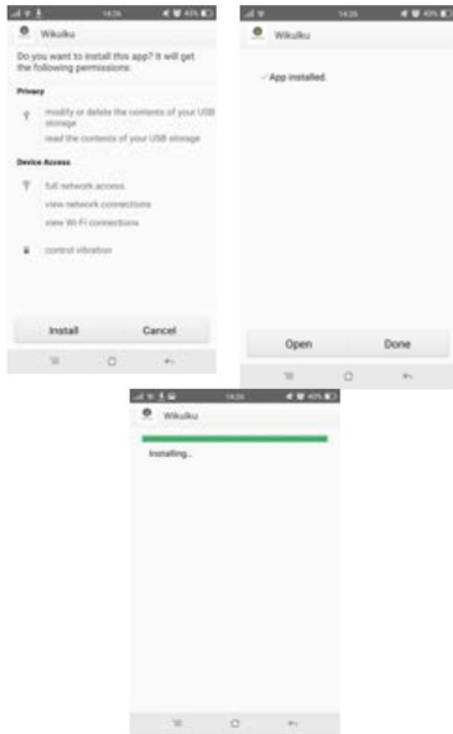 14:26
43%
Wikulku
Do you want to install this app? It will get
the following permissions:
Privacy
modify or delete the contents of your USB
storage
read the contents of your USB storage
Device Access
full network access
view network connections
view Wi-Fi connections
control vibration
Install Cancel
14:26
43%
Wikulku
App installed.
Open Done
14:26
43%
Wikulku
Installing...